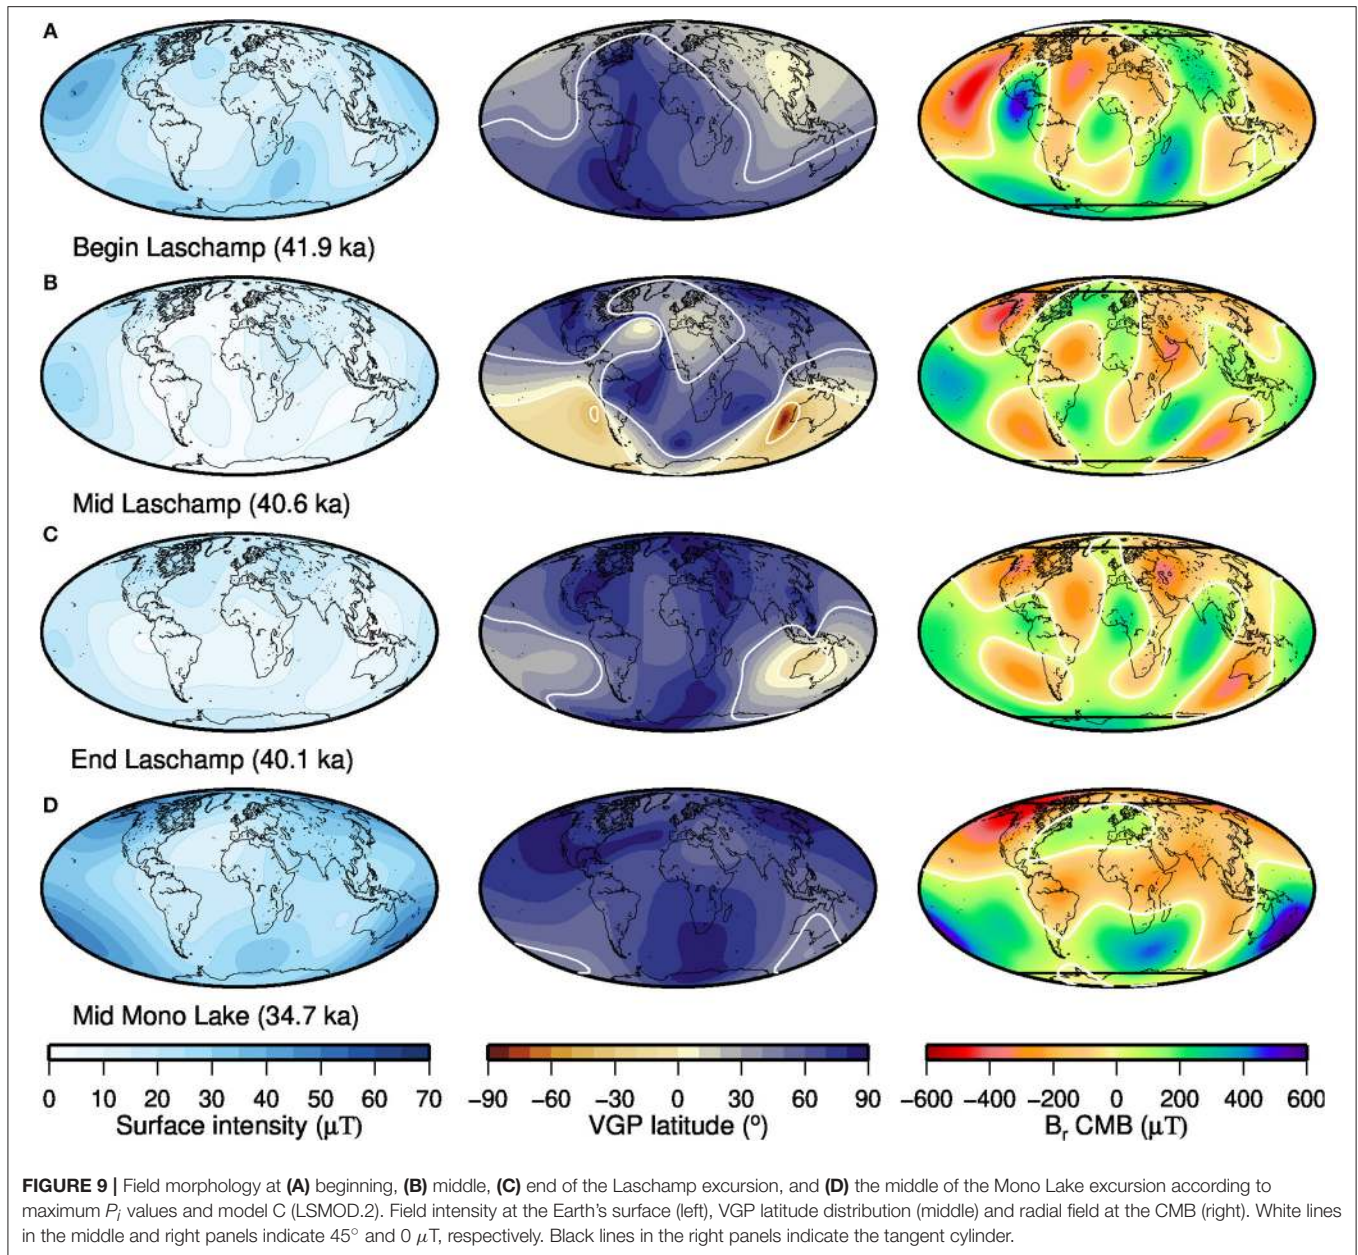 A
Begin Laschamp (41.9 ka)
B
Mid Laschamp (40.6 ka)
C
End Laschamp (40.1 ka)
D
Mid Mono Lake (34.7 ka)
0 10 20 30 40 50 60 70
Surface intensity (μT)
−90 −60 −30 0 30 60 90
VGP latitude (°)
−600 −400 −200 0 200 400 600
Br CMB (μT)
FIGURE 9 | Field morphology at (A) beginning, (B) middle, (C) end of the Laschamp excursion, and (D) the middle of the Mono Lake excursion according to
maximum Pi values and model C (LSMOD.2). Field intensity at the Earth's surface (left), VGP latitude distribution (middle) and radial field at the CMB (right). White lines
in the middle and right panels indicate 45° and 0 μT, respectively. Black lines in the right panels indicate the tangent cylinder.